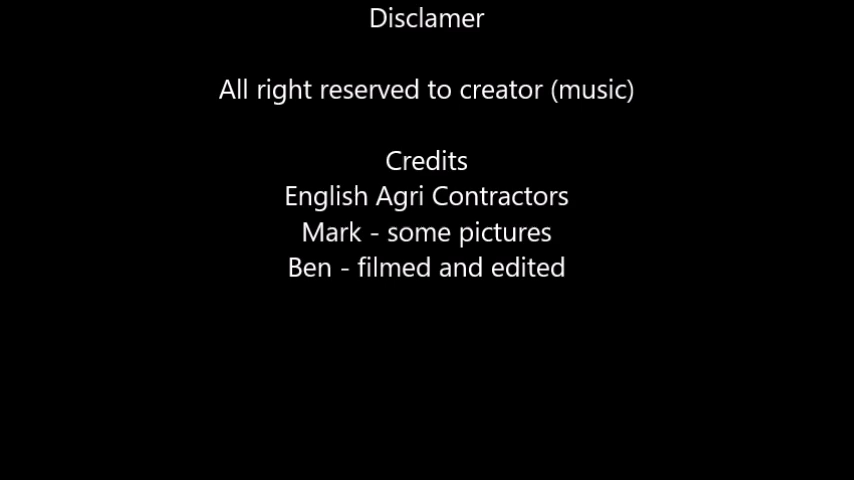 Disclamer
All right reserved to creator (music)
Credits
English Agri Contractors
Mark - some pictures
Ben - filmed and edited